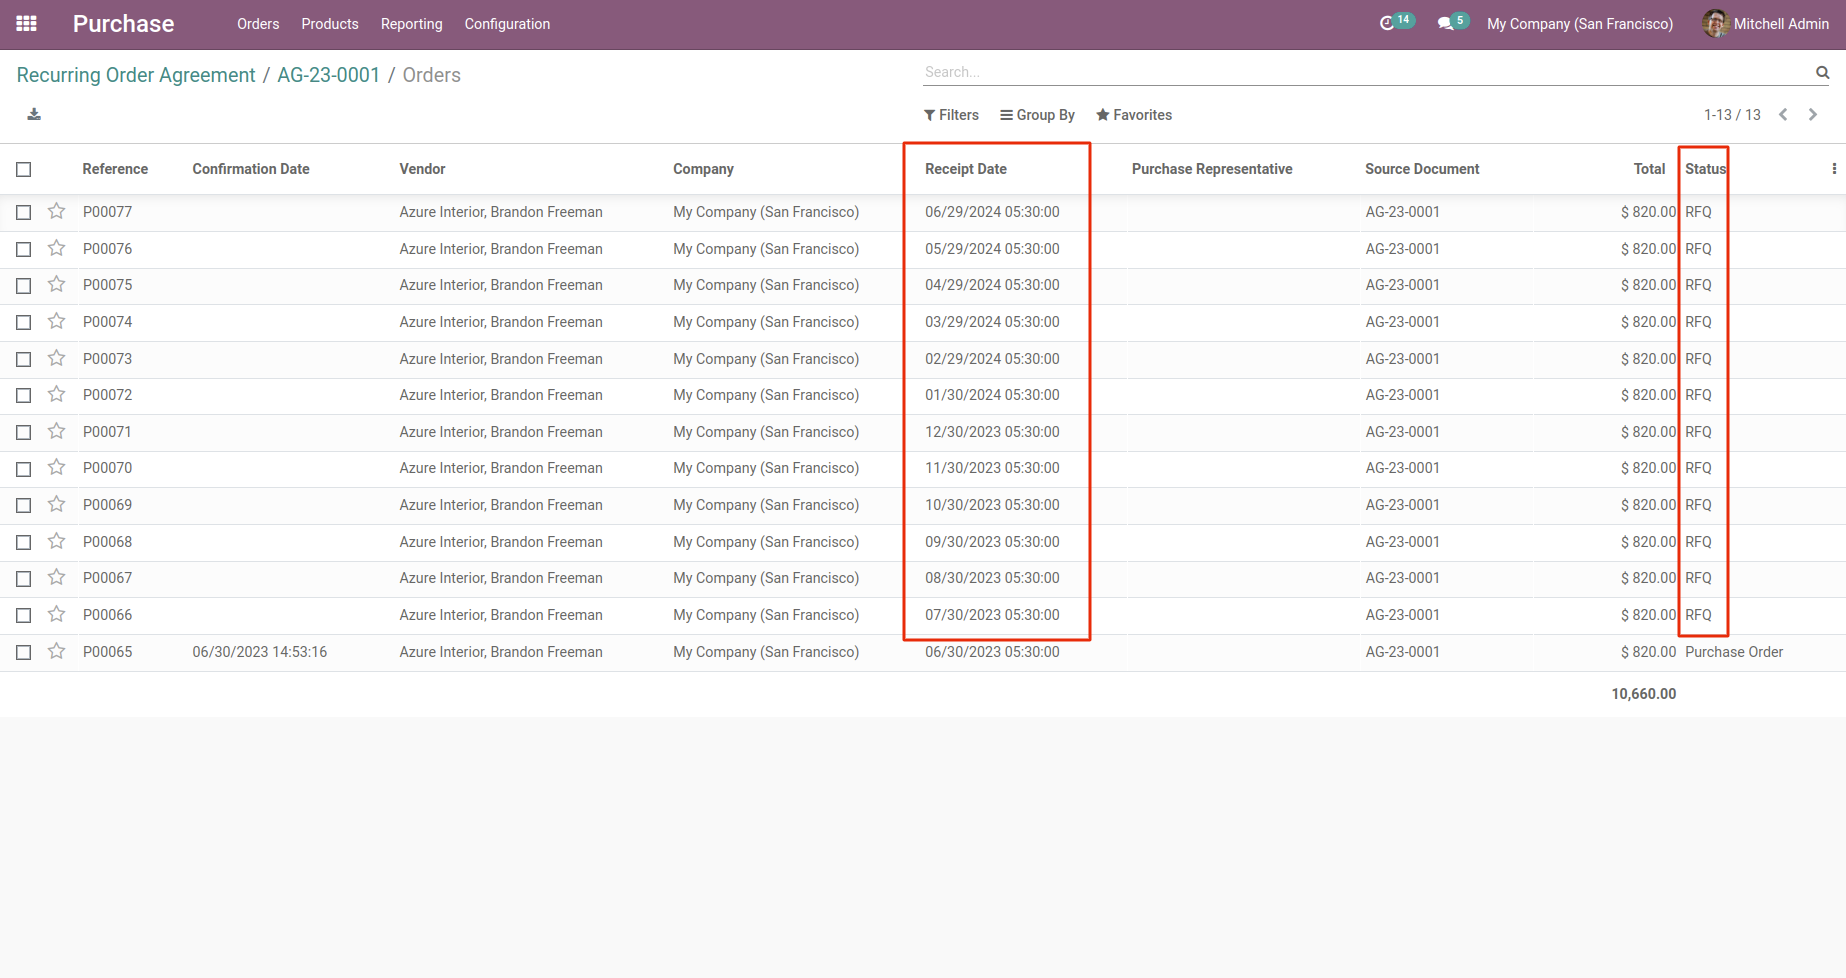 Purchase Orders Products Reporting Configuration 14 5 My Company (San Francisco) Mitchell Admin
Recurring Order Agreement / AG-23-0001 / Orders Search...
Filters Group By Favorites 1-13 / 13
Reference Confirmation Date Vendor Company Receipt Date Purchase Representative Source Document Total Status
P00077 Azure Interior, Brandon Freeman My Company (San Francisco) 06/29/2024 05:30:00 AG-23-0001 $ 820.00 RFQ
P00076 Azure Interior, Brandon Freeman My Company (San Francisco) 05/29/2024 05:30:00 AG-23-0001 $ 820.00 RFQ
P00075 Azure Interior, Brandon Freeman My Company (San Francisco) 04/29/2024 05:30:00 AG-23-0001 $ 820.00 RFQ
P00074 Azure Interior, Brandon Freeman My Company (San Francisco) 03/29/2024 05:30:00 AG-23-0001 $ 820.00 RFQ
P00073 Azure Interior, Brandon Freeman My Company (San Francisco) 02/29/2024 05:30:00 AG-23-0001 $ 820.00 RFQ
P00072 Azure Interior, Brandon Freeman My Company (San Francisco) 01/30/2024 05:30:00 AG-23-0001 $ 820.00 RFQ
P00071 Azure Interior, Brandon Freeman My Company (San Francisco) 12/30/2023 05:30:00 AG-23-0001 $ 820.00 RFQ
P00070 Azure Interior, Brandon Freeman My Company (San Francisco) 11/30/2023 05:30:00 AG-23-0001 $ 820.00 RFQ
P00069 Azure Interior, Brandon Freeman My Company (San Francisco) 10/30/2023 05:30:00 AG-23-0001 $ 820.00 RFQ
P00068 Azure Interior, Brandon Freeman My Company (San Francisco) 09/30/2023 05:30:00 AG-23-0001 $ 820.00 RFQ
P00067 Azure Interior, Brandon Freeman My Company (San Francisco) 08/30/2023 05:30:00 AG-23-0001 $ 820.00 RFQ
P00066 Azure Interior, Brandon Freeman My Company (San Francisco) 07/30/2023 05:30:00 AG-23-0001 $ 820.00 RFQ
P00065 06/30/2023 14:53:16 Azure Interior, Brandon Freeman My Company (San Francisco) 06/30/2023 05:30:00 AG-23-0001 $ 820.00 Purchase Order
10,660.00